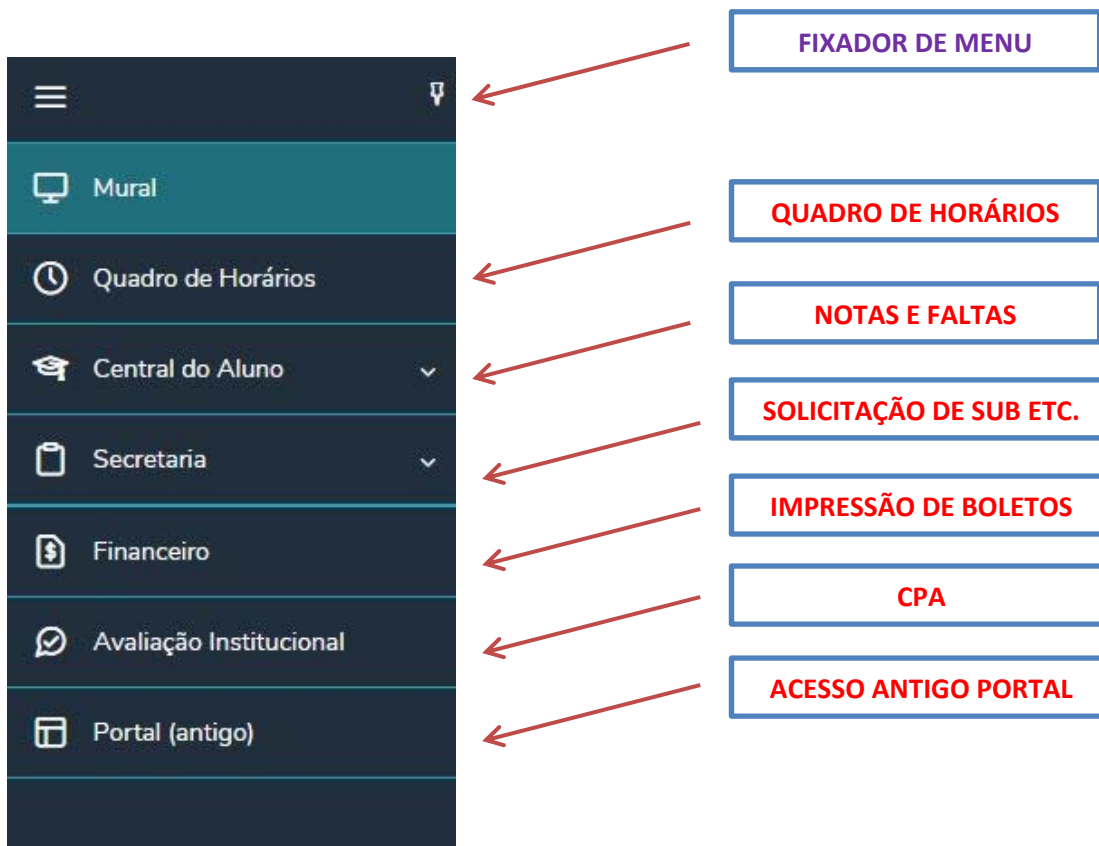 FIXADOR DE MENU
Mural
QUADRO DE HORÁRIOS
Quadro de Horários
NOTAS E FALTAS
Central do Aluno
SOLICITAÇÃO DE SUB ETC.
Secretaria
IMPRESSÃO DE BOLETOS
Financeiro
CPA
Avaliação Institucional
ACESSO ANTIGO PORTAL
Portal (antigo)